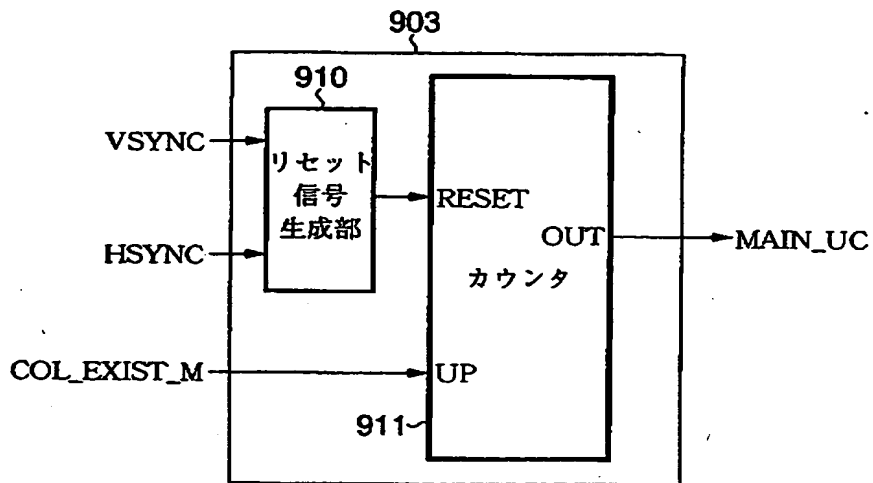 903
910
VSYNC
リセット
信号
生成部
RESET
HSYNC
OUT
MAIN_UC
カウンタ
COL_EXIST_M
UP
911